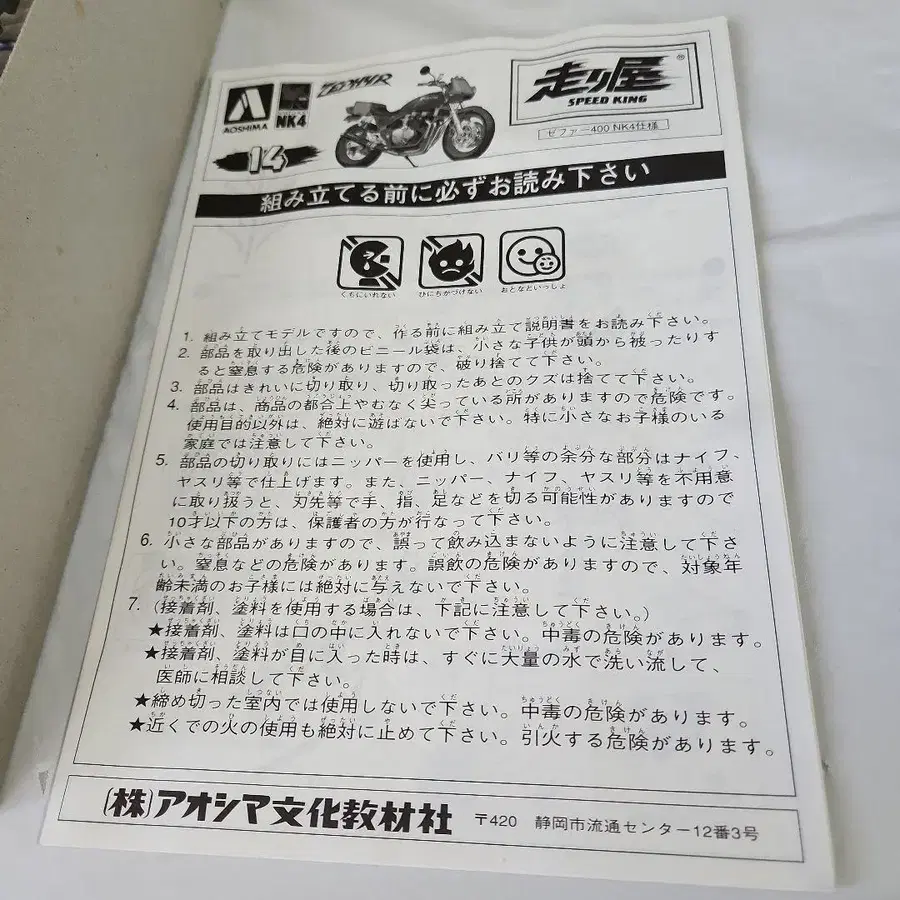 AOSHIMA
NK4
ZEPHYR
14
走り屋®
SPEED KING
ゼファー400 NK4仕様
組み立てる前に必ずお読み下さい
くちにいれない ひにちかづけない おとなといっしょ
1. 組み立てモデルですので、作る前に組み立て説明書をお読み下さい。
2. 部品を取り出した後のビニール袋は、小さな子供が頭から被ったりす
ると窒息する危険がありますので、破り捨てて下さい。
3. 部品はきれいに切り取り、切り取ったあとのクズは捨てて下さい。
4. 部品は、商品の都合上やむなく尖っている所がありますので危険です。
使用目的以外は、絶対に遊ばないで下さい。特に小さなお子様のいる
家庭では注意して下さい。
5. 部品の切り取りにはニッパーを使用し、バリ等の余分な部分はナイフ、
ヤスリ等で仕上げます。また、ニッパー、ナイフ、ヤスリ等を不用意
に取り扱うと、刃先等で手、指、足などを切る可能性がありますので
10才以下の方は、保護者の方が行なって下さい。
6. 小さな部品がありますので、誤って飲み込まないように注意して下さ
い。窒息などの危険があります。誤飲の危険がありますので、対象年
齢未満のお子様には絶対に与えないで下さい。
7. (接着剤、塗料を使用する場合は、下記に注意して下さい。)
★接着剤、塗料は口の中に入れないで下さい。中毒の危険があります。
★接着剤、塗料が目に入った時は、すぐに大量の水で洗い流して、
医師に相談して下さい。
★締め切った室内では使用しないで下さい。中毒の危険があります。
★近くでの火の使用も絶対に止めて下さい。引火する危険があります。
(株)アオシマ文化教材社 〒420 静岡市流通センター12番3号